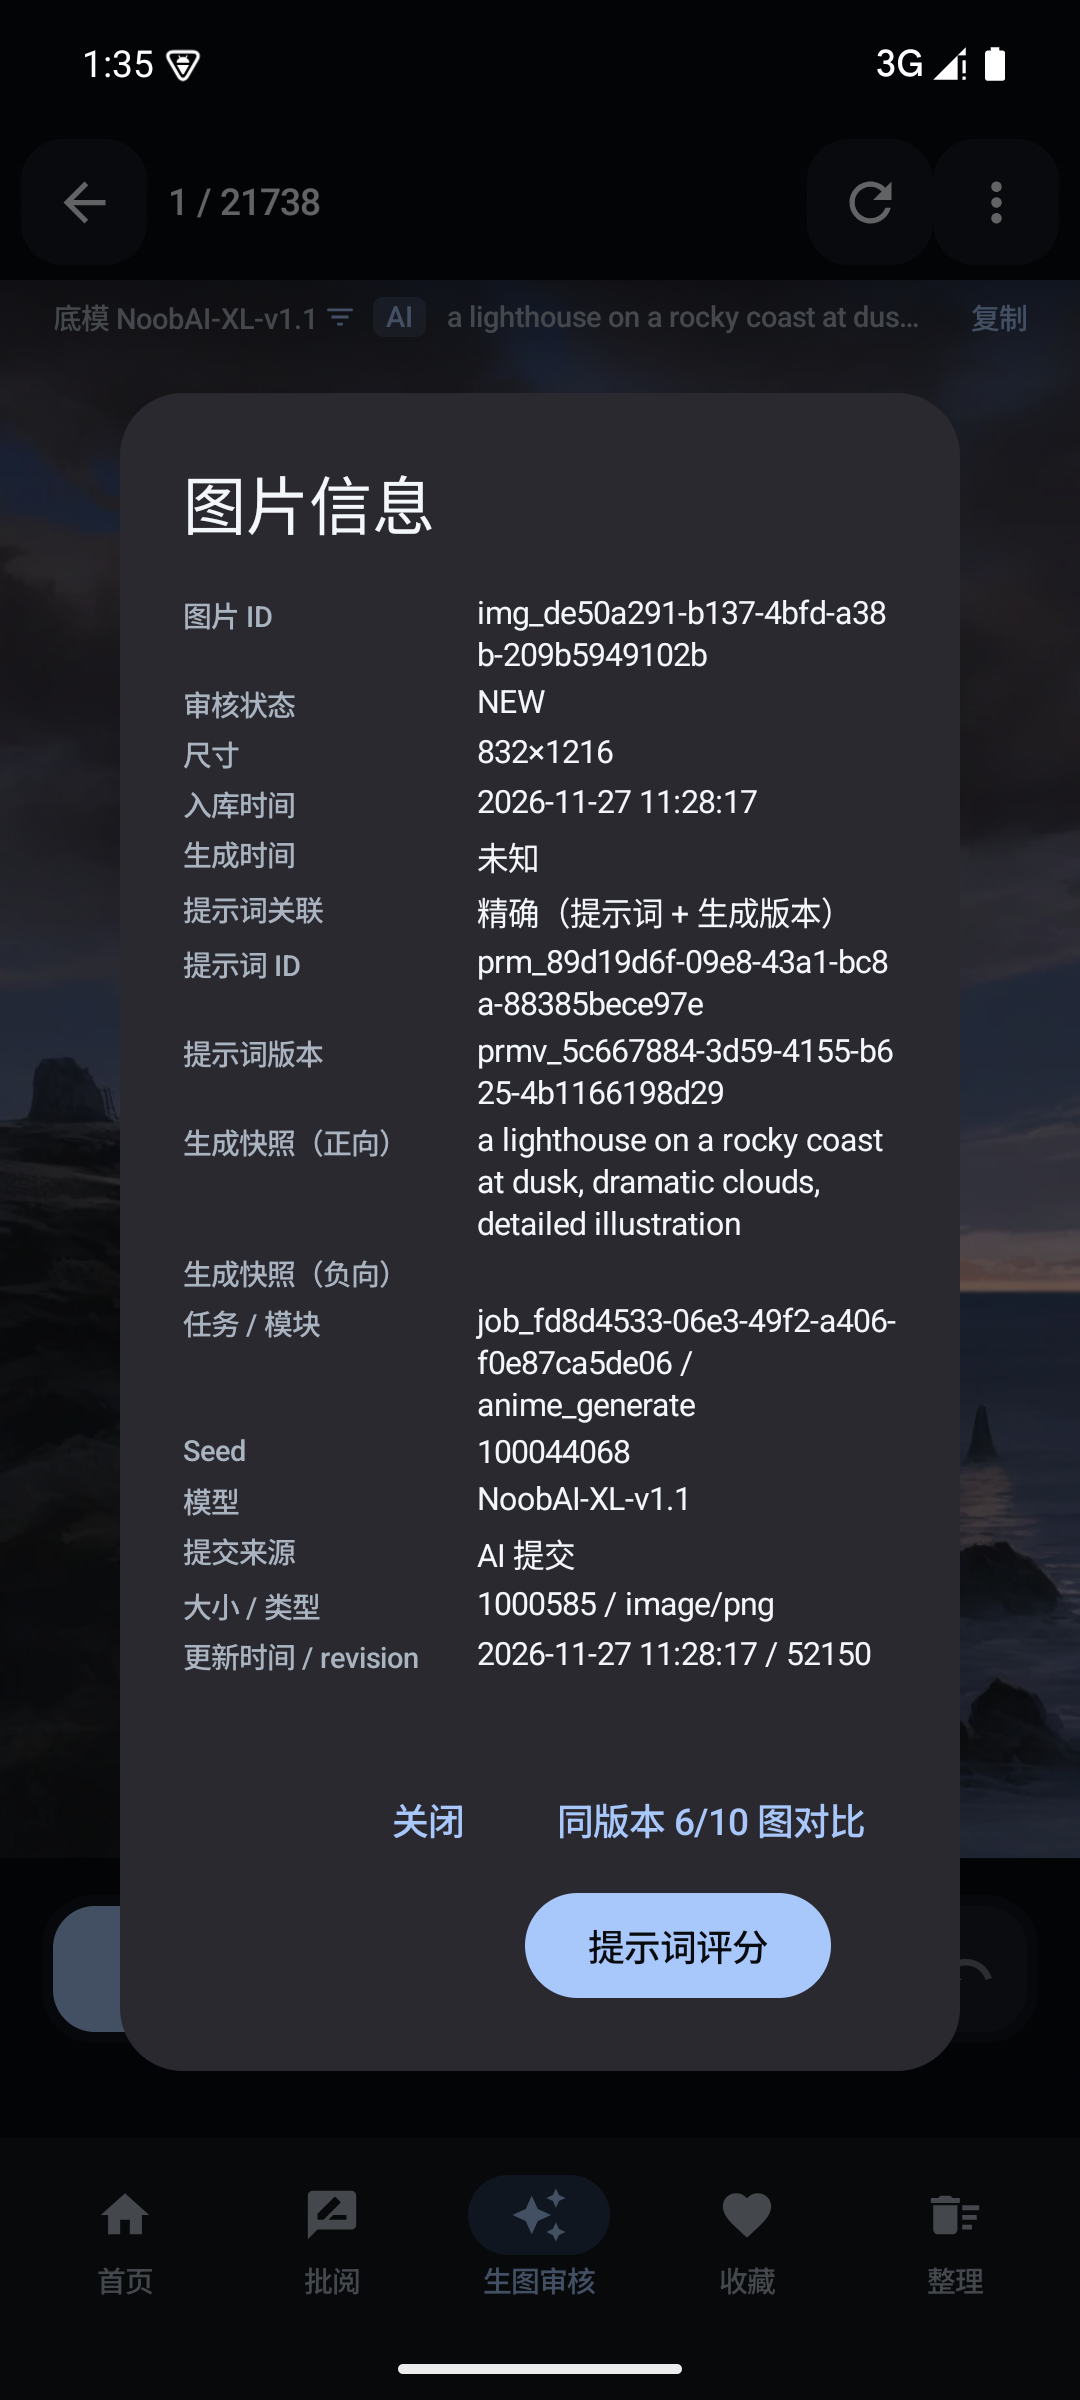 1:35
3G
1 / 21738
底模 NoobAI-XL-v1.1
AI
a lighthouse on a rocky coast at dus...
复制
图片信息
图片 ID
img_de50a291-b137-4bfd-a38
b-209b5949102b
审核状态
NEW
尺寸
832×1216
入库时间
2026-11-27 11:28:17
生成时间
未知
提示词关联
精确（提示词 + 生成版本）
提示词 ID
prm_89d19d6f-09e8-43a1-bc8
a-88385bece97e
提示词版本
prmv_5c667884-3d59-4155-b6
25-4b1166198d29
生成快照（正向）
a lighthouse on a rocky coast
at dusk, dramatic clouds,
detailed illustration
生成快照（负向）
任务 / 模块
job_fd8d4533-06e3-49f2-a406-
f0e87ca5de06 /
anime_generate
Seed
100044068
模型
NoobAI-XL-v1.1
提交来源
AI 提交
大小 / 类型
1000585 / image/png
更新时间 / revision
2026-11-27 11:28:17 / 52150
关闭
同版本 6/10 图对比
提示词评分
首页
批阅
生图审核
收藏
整理